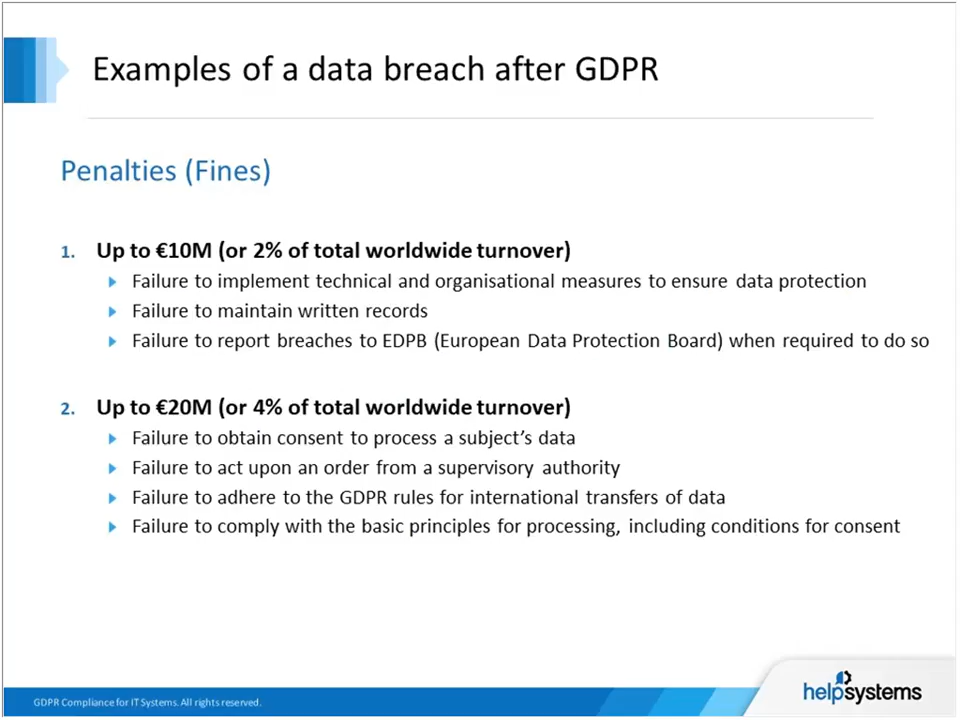 Examples of a data breach after GDPR
Penalties (Fines)
1. Up to €10M (or 2% of total worldwide turnover)
Failure to implement technical and organisational measures to ensure data protection
Failure to maintain written records
Failure to report breaches to EDPB (European Data Protection Board) when required to do so
2. Up to €20M (or 4% of total worldwide turnover)
Failure to obtain consent to process a subject's data
Failure to act upon an order from a supervisory authority
Failure to adhere to the GDPR rules for international transfers of data
Failure to comply with the basic principles for processing, including conditions for consent
GDPR Compliance for IT Systems. All rights reserved.
helpsystems